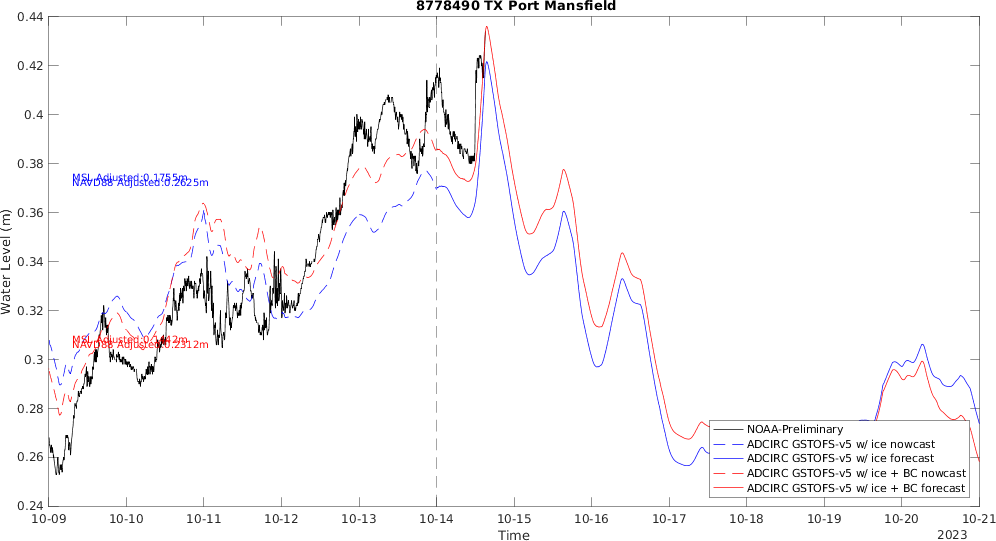 8778490 TX Port Mansfield
0.44
0.42
0.4
0.38
0.36
0.34
0.32
0.3
0.28
0.26
0.24
Water Level (m)
MSL Adjusted:0.1755m
NAVD88 Adjusted:0.2625m
MSL Adjusted:0.1442m
NAVD88 Adjusted:0.2312m
NOAA-Preliminary
ADCIRC GSTOFS-v5 w/ ice nowcast
ADCIRC GSTOFS-v5 w/ ice forecast
ADCIRC GSTOFS-v5 w/ ice + BC nowcast
ADCIRC GSTOFS-v5 w/ ice + BC forecast
10-09 10-10 10-11 10-12 10-13 10-14 10-15 10-16 10-17 10-18 10-19 10-20 10-21
Time
2023